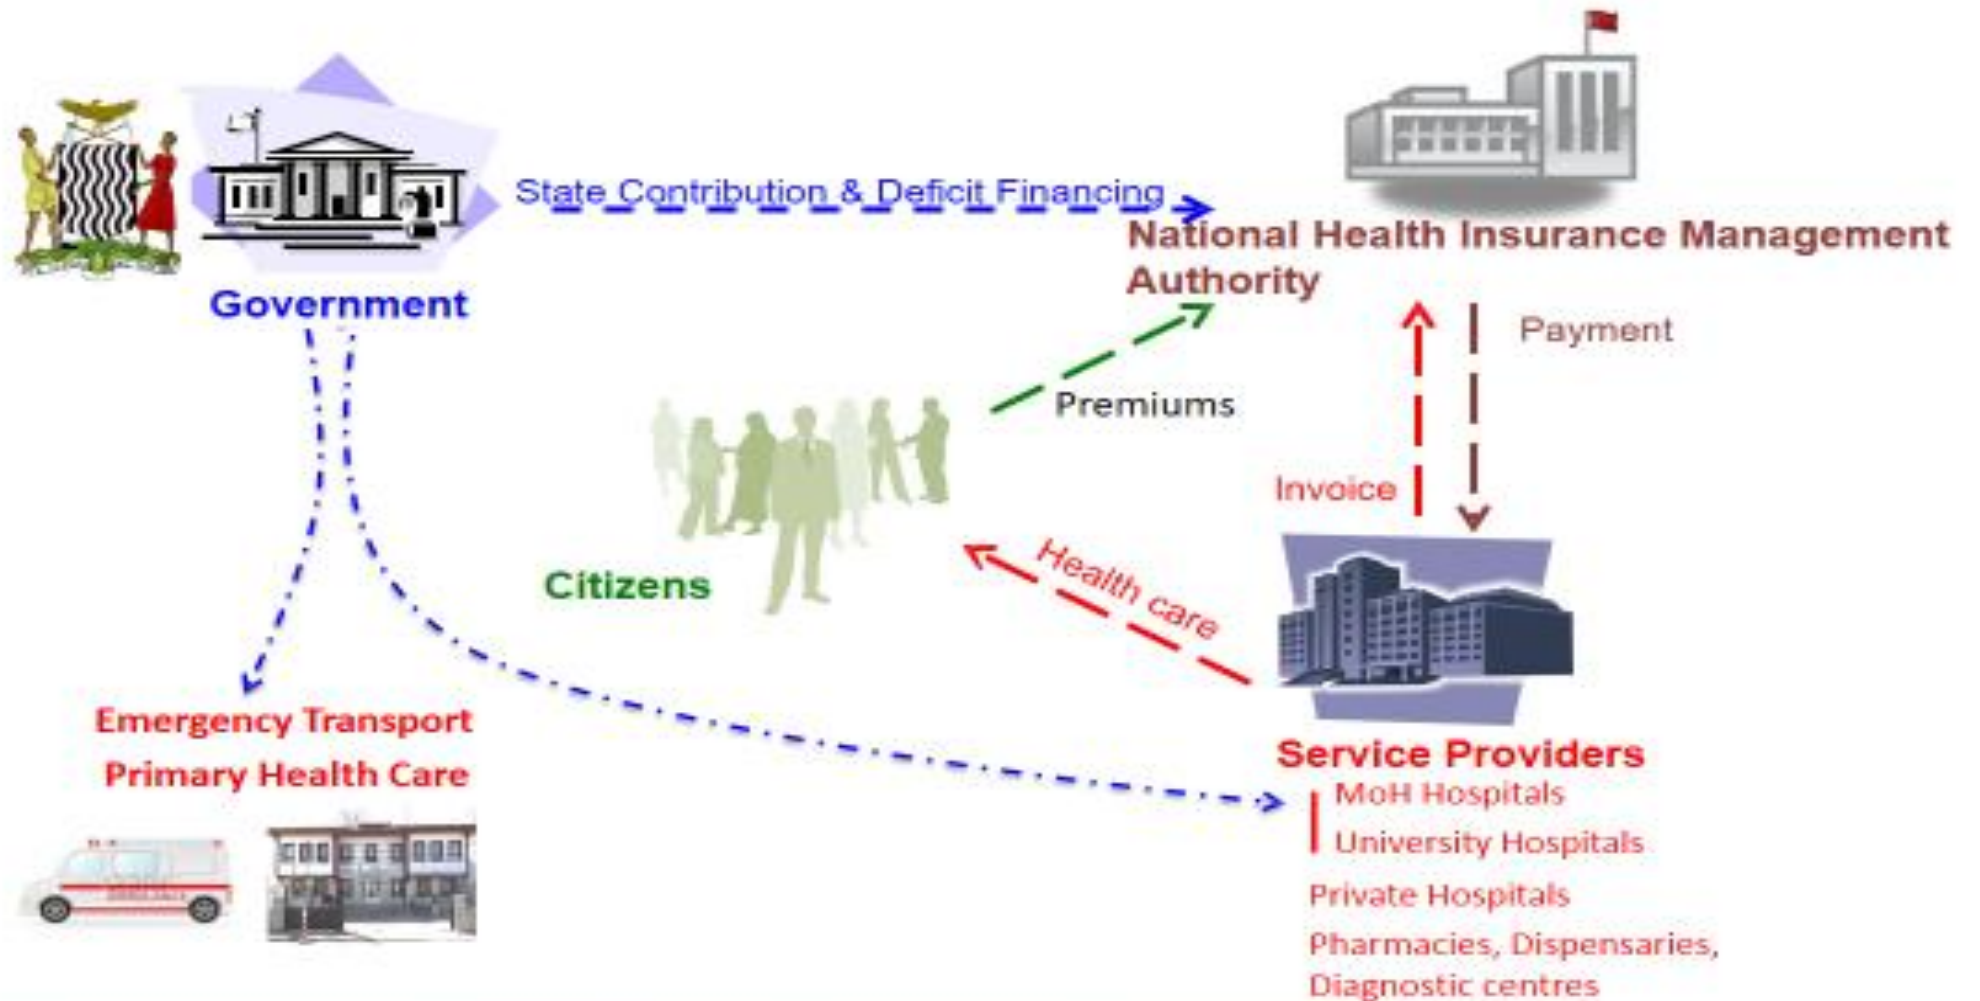 State Contribution & Deficit Financing
National Health Insurance Management
Authority
Government
Payment
Premiums
Invoice
Health care
Citizens
Emergency Transport
Primary Health Care
Service Providers
MoH Hospitals
University Hospitals
Private Hospitals
Pharmacies, Dispensaries,
Diagnostic centres